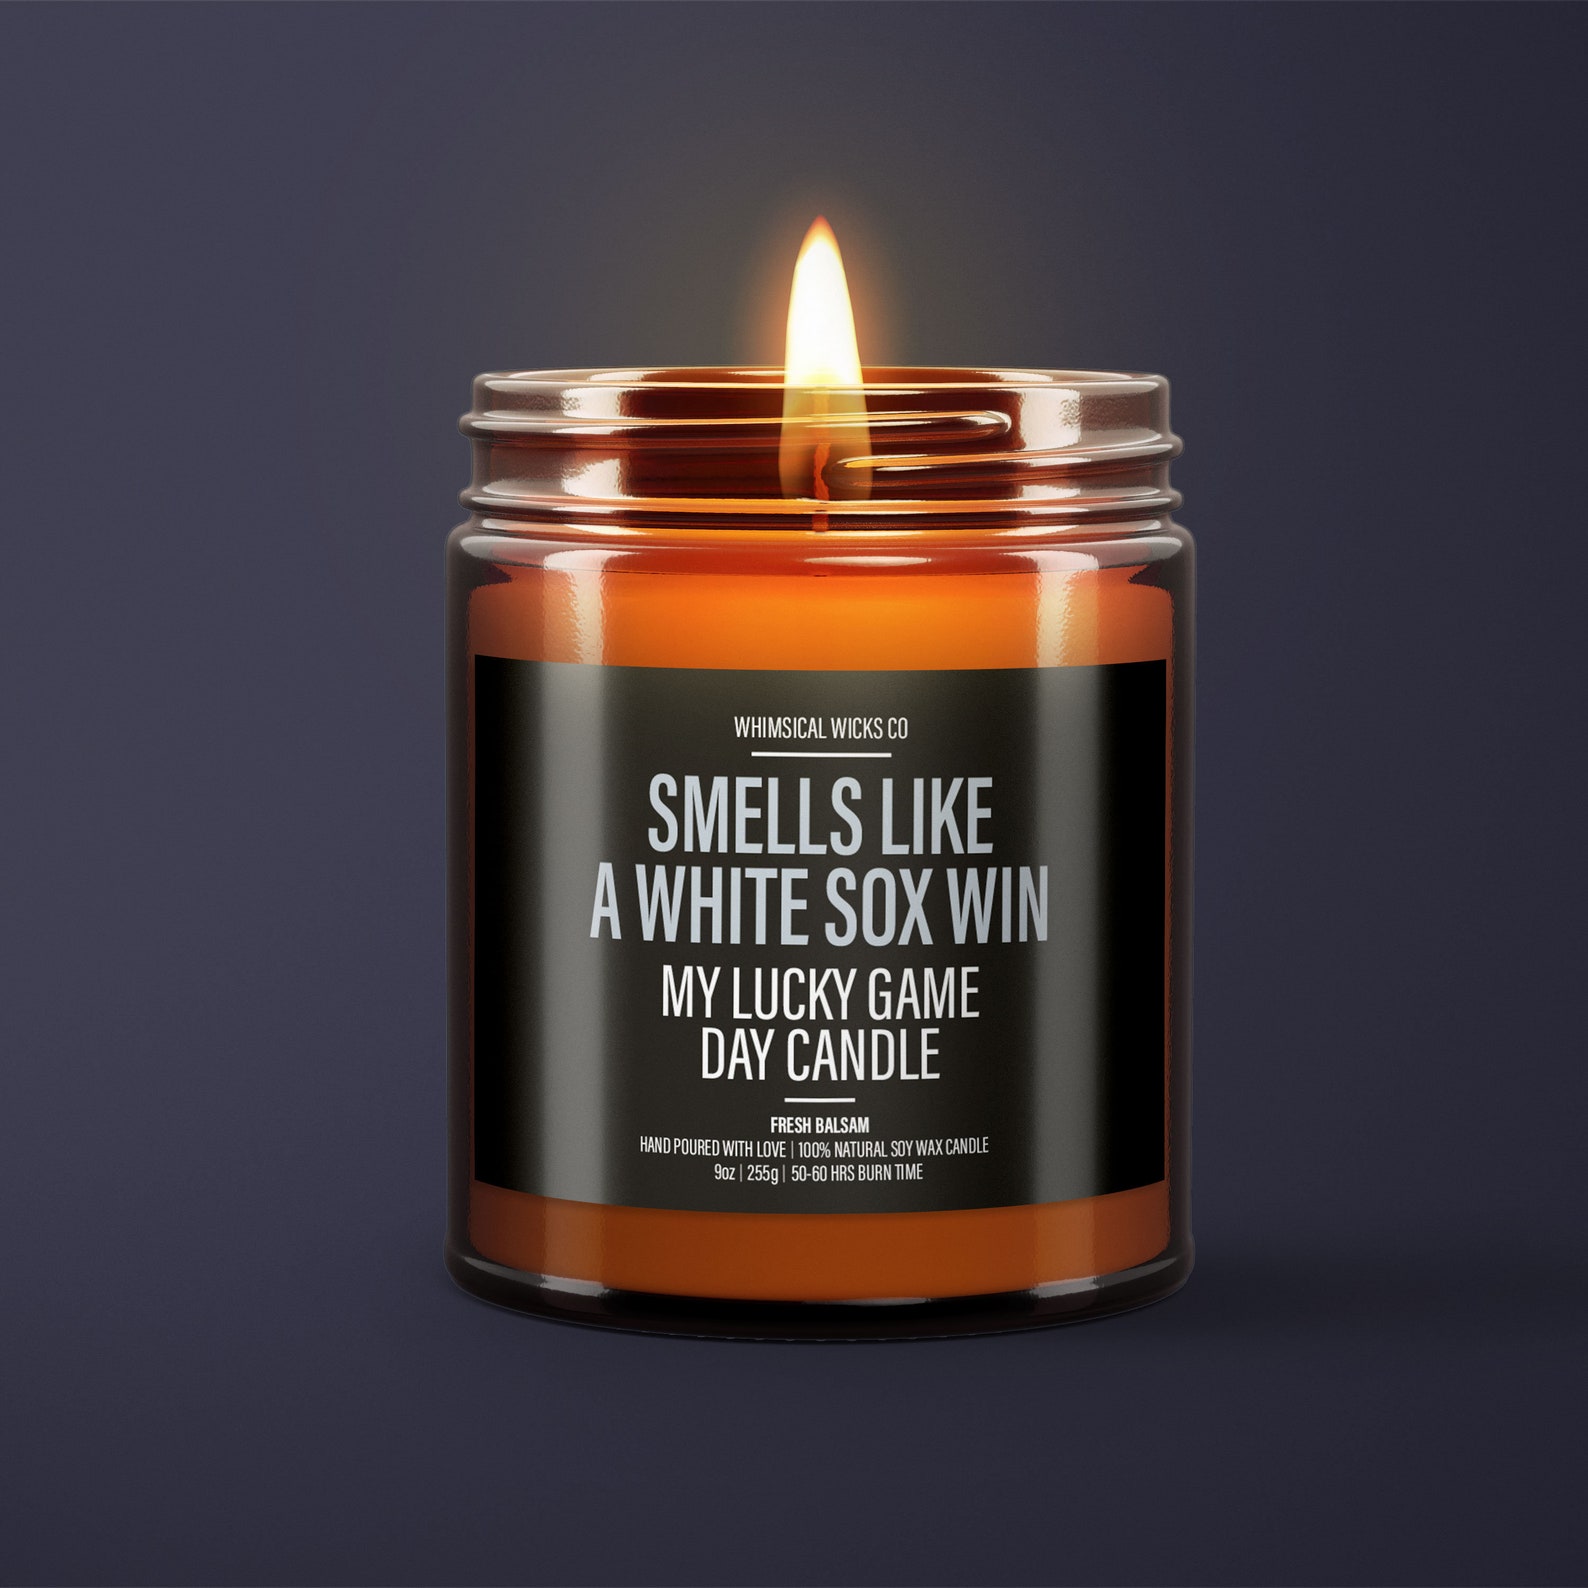 WHIMSICAL WICKS CO
SMELLS LIKE
A WHITE SOX WIN
MY LUCKY GAME
DAY CANDLE
FRESH BALSAM
HAND POURED WITH LOVE | 100% NATURAL SOY WAX CANDLE
9oz | 255g | 50-60 HRS BURN TIME